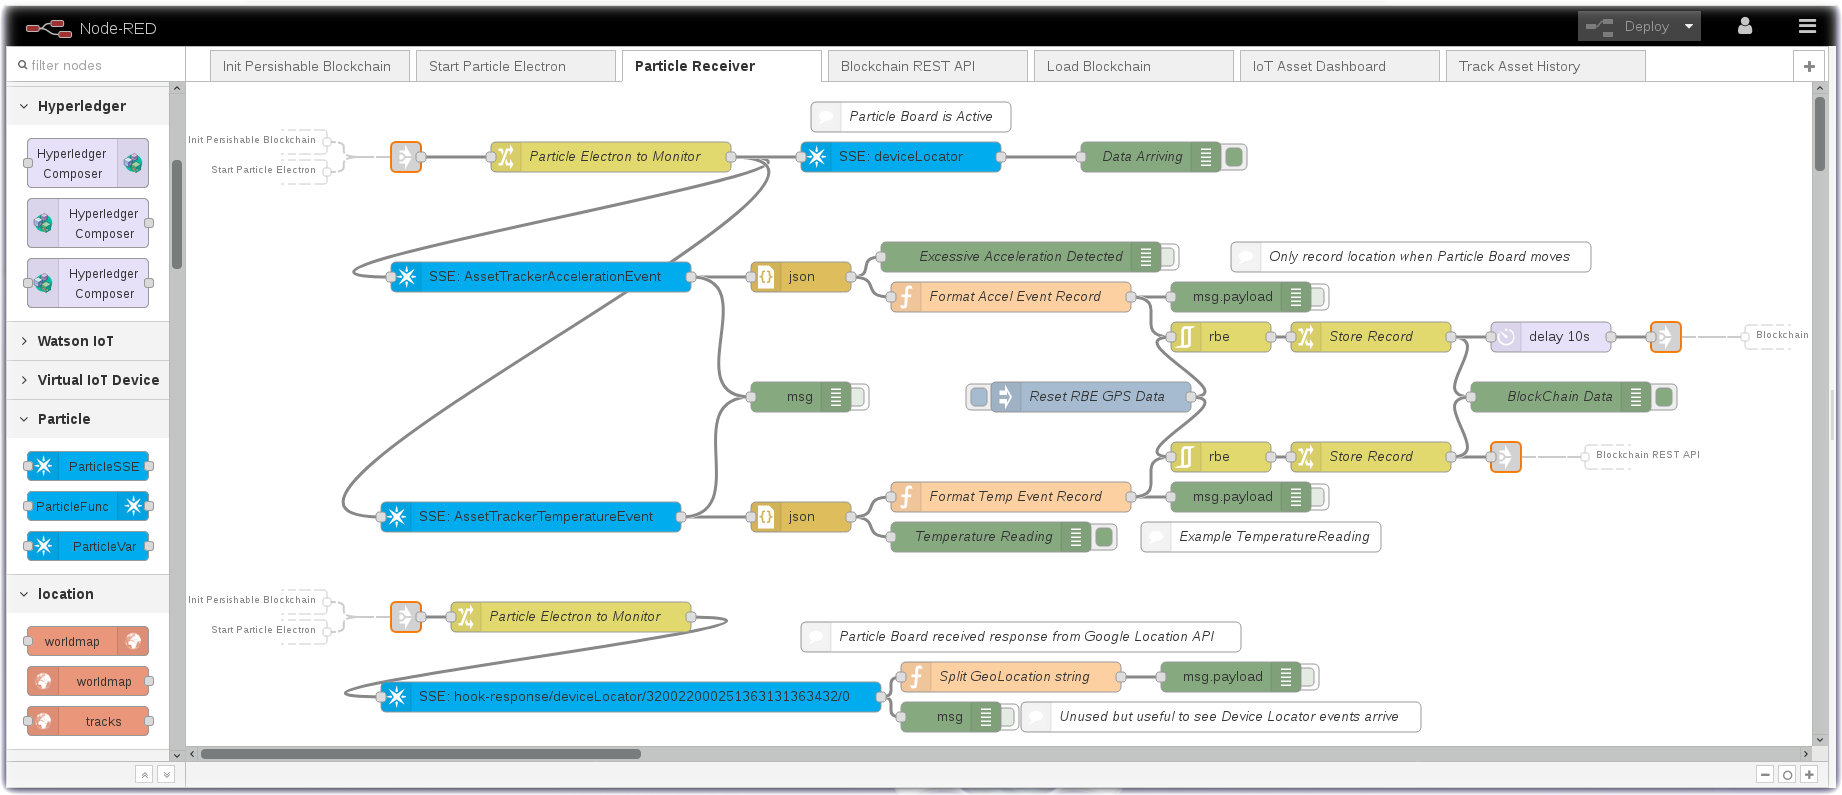 Node-RED
Deploy
filter nodes
Init Persishable Blockchain
Start Particle Electron
Particle Receiver
Blockchain REST API
Load Blockchain
IoT Asset Dashboard
Track Asset History
Hyperledger
Hyperledger
Composer
Hyperledger
Composer
Hyperledger
Composer
Watson IoT
Virtual IoT Device
Particle
ParticleSSE
ParticleFunc
ParticleVar
location
worldmap
worldmap
tracks
Particle Board is Active
Init Persishable Blockchain
Start Particle Electron
Particle Electron to Monitor
SSE: deviceLocator
Data Arriving
Excessive Acceleration Detected
Only record location when Particle Board moves
SSE: AssetTrackerAccelerationEvent
json
Format Accel Event Record
msg.payload
rbe
Store Record
delay 10s
Blockchain
msg
Reset RBE GPS Data
BlockChain Data
rbe
Store Record
Blockchain REST API
Format Temp Event Record
msg.payload
SSE: AssetTrackerTemperatureEvent
json
Temperature Reading
Example TemperatureReading
Init Persishable Blockchain
Start Particle Electron
Particle Electron to Monitor
Particle Board received response from Google Location API
SSE: hook-response/deviceLocator/320022000251363131363432/0
Split GeoLocation string
msg.payload
msg
Unused but useful to see Device Locator events arrive